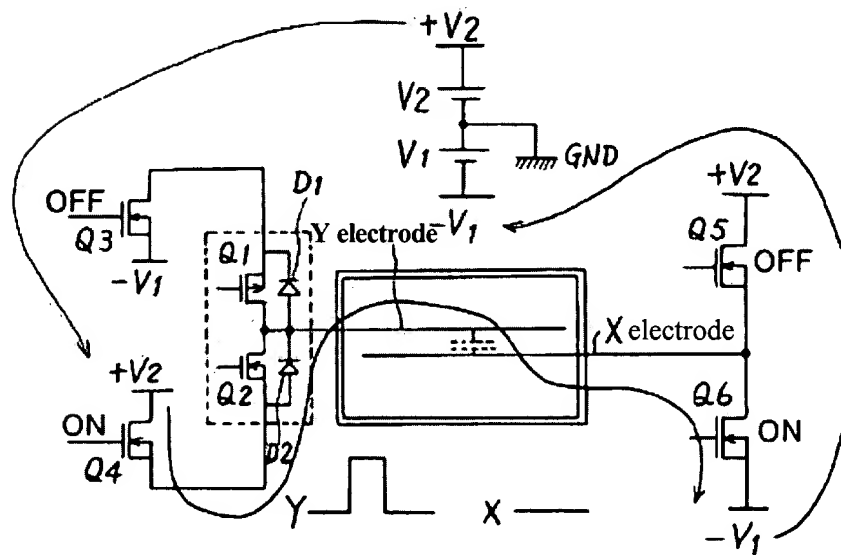 +V2
V2
V1
GND
-V1
OFF
Q3
-V1
D1
Q1
Y electrode
+V2
Q5
OFF
X electrode
Q2
+V2
ON
Q4
D2
Q6
ON
-V1
Y
X